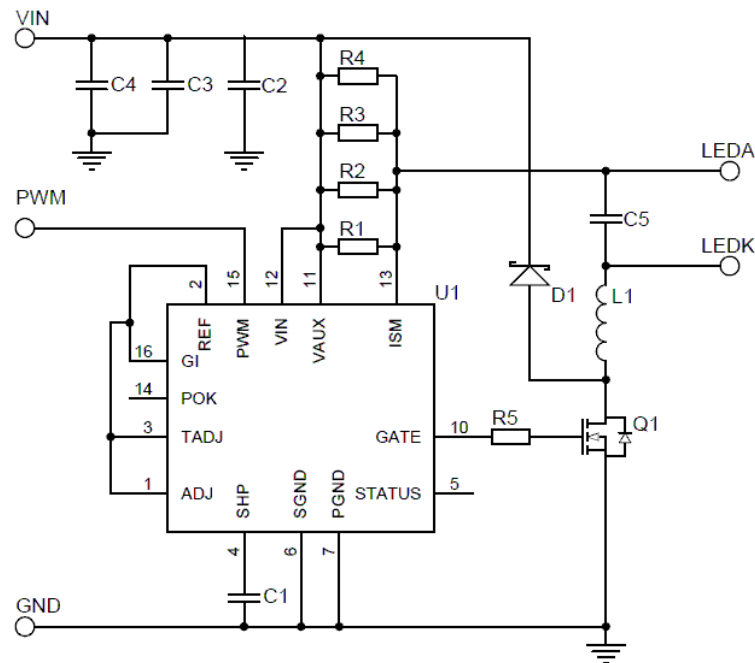 VIN
R4
C4
C3
C2
R3
LEDA
R2
PWM
C5
R1
LEDK
2
15
12
11
13
U1
D1
L1
REF
PWM
VIN
VAUX
ISM
16
GI
14
POK
R5
Q1
3
TADJ
GATE
10
1
ADJ
SHP
SGND
PGND
STATUS
5
4
6
7
C1
GND